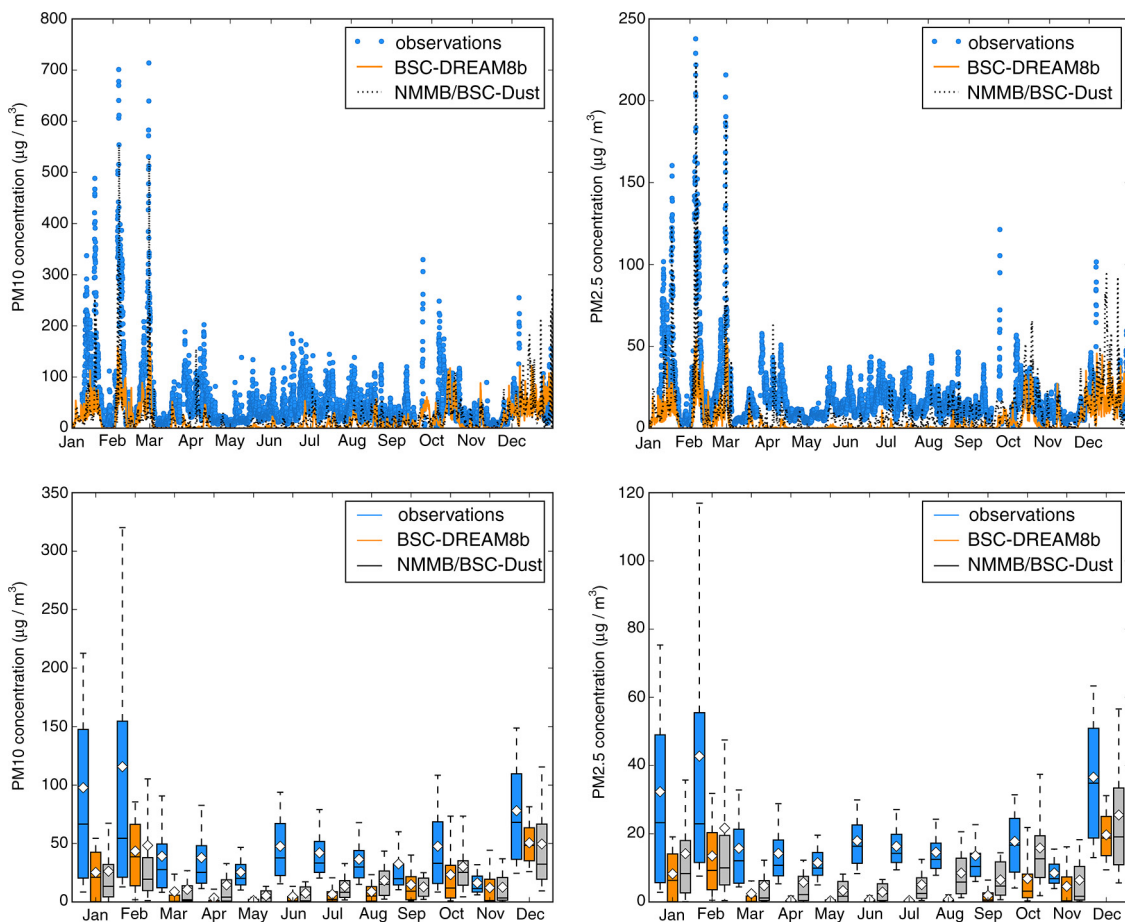 PM10 concentration (µg / m³)
800
700
600
500
400
300
200
100
0
Jan Feb Mar Apr May Jun Jul Aug Sep Oct Nov Dec
observations
BSC-DREAM8b
NMMB/BSC-Dust
PM2.5 concentration (µg / m³)
250
200
150
100
50
0
Jan Feb Mar Apr May Jun Jul Aug Sep Oct Nov Dec
observations
BSC-DREAM8b
NMMB/BSC-Dust
PM10 concentration (µg / m³)
350
300
250
200
150
100
50
0
Jan Feb Mar Apr May Jun Jul Aug Sep Oct Nov Dec
observations
BSC-DREAM8b
NMMB/BSC-Dust
PM2.5 concentration (µg / m³)
120
100
80
60
40
20
0
Jan Feb Mar Apr May Jun Jul Aug Sep Oct Nov Dec
observations
BSC-DREAM8b
NMMB/BSC-Dust